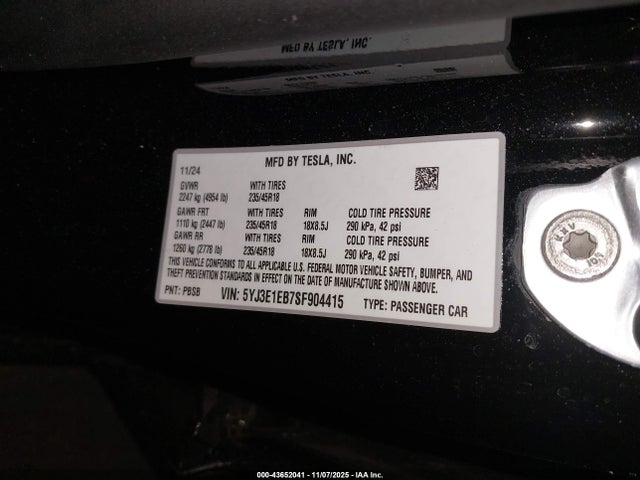 MFD BY TESLA, INC.
MFD BY TESLA, INC.
MFD BY TESLA, INC.
11/24
GVWR WITH TIRES
2247 kg (4954 lb) 235/45R18
GAWR FRT WITH TIRES RIM COLD TIRE PRESSURE
1110 kg (2447 lb) 235/45R18 18X8.5J 290 kPa, 42 psi
GAWR RR WITH TIRES RIM COLD TIRE PRESSURE
1260 kg (2778 lb) 235/45R18 18X8.5J 290 kPa, 42 psi
THIS VEHICLE CONFORMS TO ALL APPLICABLE U.S. FEDERAL MOTOR VEHICLE SAFETY, BUMPER, AND
THEFT PREVENTION STANDARDS IN EFFECT ON THE DATE OF MANUFACTURE SHOWN ABOVE.
PNT: PBSB VIN: 5YJ3E1EB7SF904415 TYPE: PASSENGER CAR
000-43652041 - 11/07/2025 - IAA Inc.